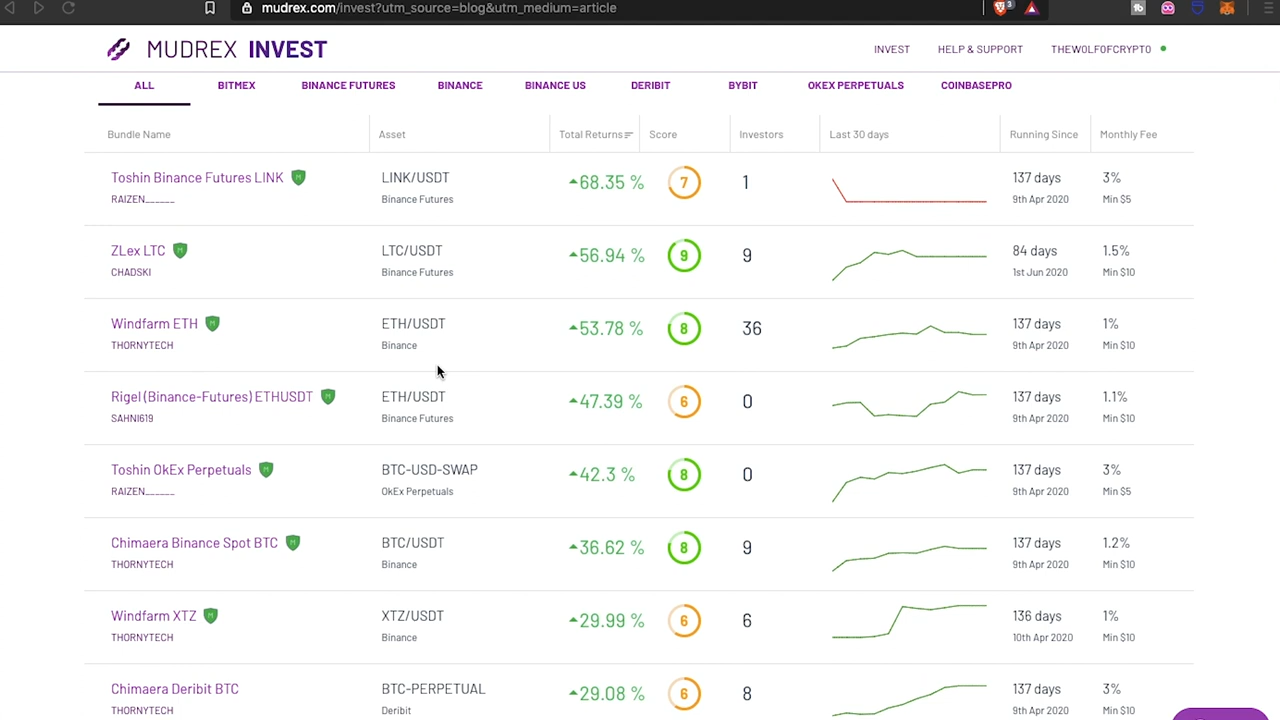 mudrex.com/invest?utm_source=blog&utm_medium=article
3
MUDREX INVEST
INVEST
HELP & SUPPORT
THEWOLFOFCRYPTO
ALL
BITMEX
BINANCE FUTURES
BINANCE
BINANCE US
DERIBIT
BYBIT
OKEX PERPETUALS
COINBASEPRO
Bundle Name
Asset
Total Returns
Score
Investors
Last 30 days
Running Since
Monthly Fee
Toshin Binance Futures LINK
RAIZEN______
LINK/USDT
Binance Futures
68.35 %
7
1
137 days
9th Apr 2020
3%
Min $5
ZLex LTC
CHADSKI
LTC/USDT
Binance Futures
56.94 %
9
9
84 days
1st Jun 2020
1.5%
Min $10
Windfarm ETH
THORNYTECH
ETH/USDT
Binance
53.78 %
8
36
137 days
9th Apr 2020
1%
Min $10
Rigel (Binance-Futures) ETHUSDT
SAHNI619
ETH/USDT
Binance Futures
47.39 %
6
0
137 days
9th Apr 2020
1.1%
Min $10
Toshin OkEx Perpetuals
RAIZEN______
BTC-USD-SWAP
OkEx Perpetuals
42.3 %
8
0
137 days
9th Apr 2020
3%
Min $5
Chimaera Binance Spot BTC
THORNYTECH
BTC/USDT
Binance
36.62 %
8
9
137 days
9th Apr 2020
1.2%
Min $10
Windfarm XTZ
THORNYTECH
XTZ/USDT
Binance
29.99 %
6
6
136 days
10th Apr 2020
1%
Min $10
Chimaera Deribit BTC
THORNYTECH
BTC-PERPETUAL
Deribit
29.08 %
6
8
137 days
9th Apr 2020
3%
Min $10